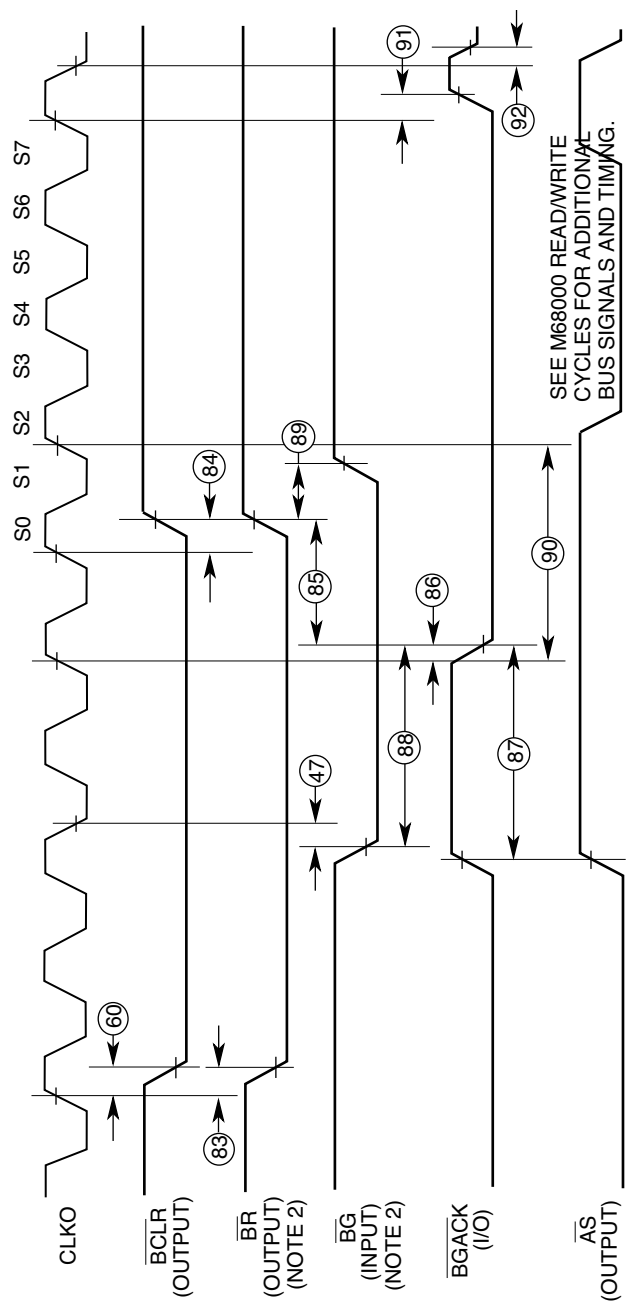 S0 S1 S2 S3 S4 S5 S6 S7
CLKO
60
BCLR
(OUTPUT)
84
83
BR
(OUTPUT)
(NOTE 2)
47
85
89
BG
(INPUT)
(NOTE 2)
88
86
91
BGACK
(I/O)
87
90
92
SEE M68000 READ/WRITE
CYCLES FOR ADDITIONAL
BUS SIGNALS AND TIMING.
AS
(OUTPUT)